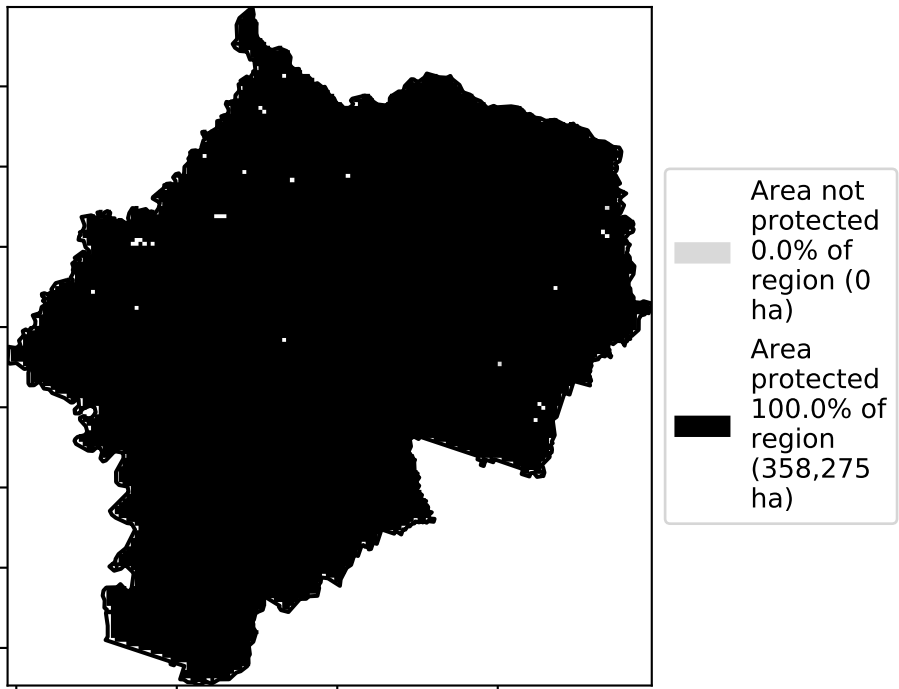 Area not
protected
0.0% of
region (0
ha)
Area
protected
100.0% of
region
(358,275
ha)